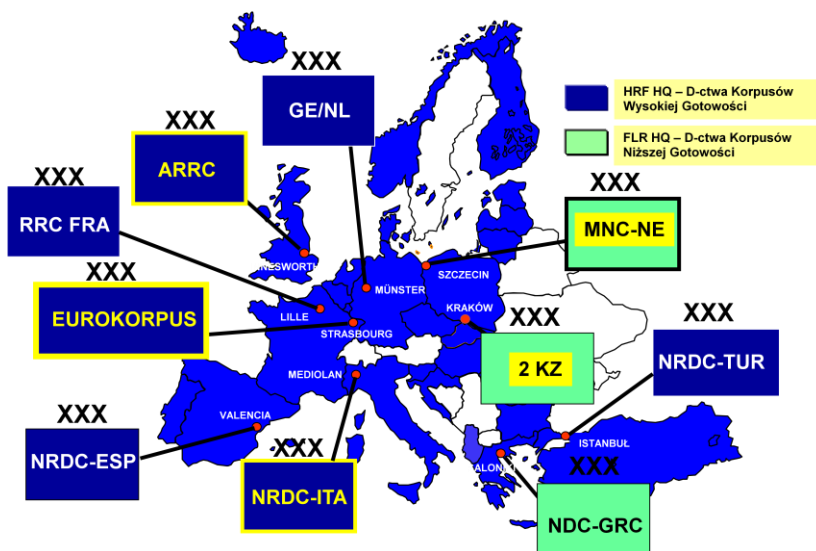 XXX
GE/NL
HRF HQ – D-ctwa Korpusów
Wysokiej Gotowości
FLR HQ – D-ctwa Korpusów
Niższej Gotowości
XXX
ARRC
XXX
RRC FRA
XXX
MNC-NE
XXX
EUROKORPUS
MÜNSTER
SZCZECIN
KRAKÓW
LILLE
STRASBOURG
XXX
2 KZ
XXX
NRDC-TUR
MEDIOLAN
VALENCIA
XXX
NRDC-ESP
XXX
NRDC-ITA
ISTANBUŁ
XXX
NDC-GRC